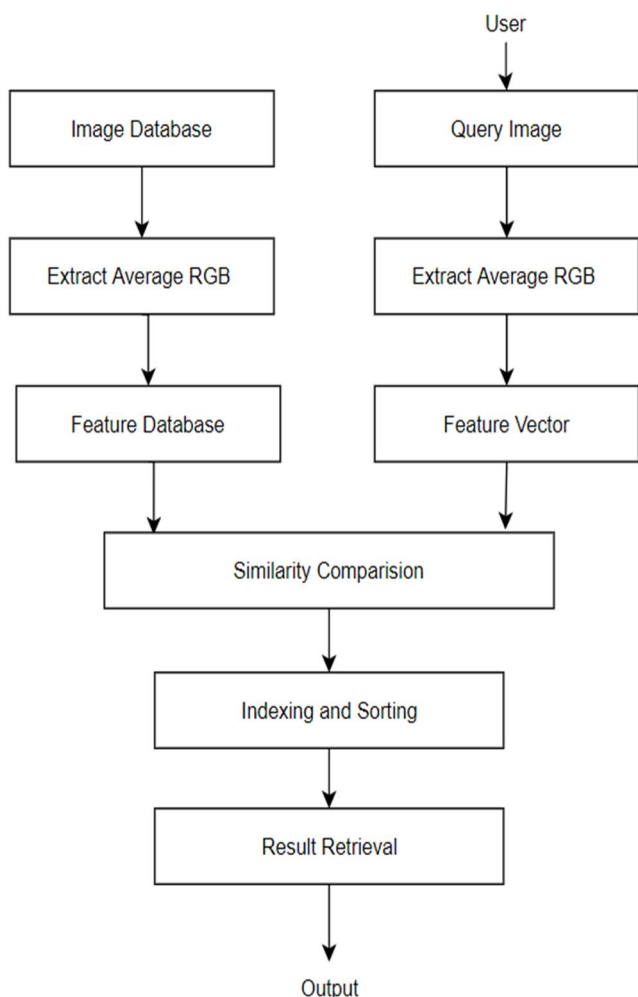 User
Image Database
Query Image
Extract Average RGB
Extract Average RGB
Feature Database
Feature Vector
Similarity Comparision
Indexing and Sorting
Result Retrieval
Output